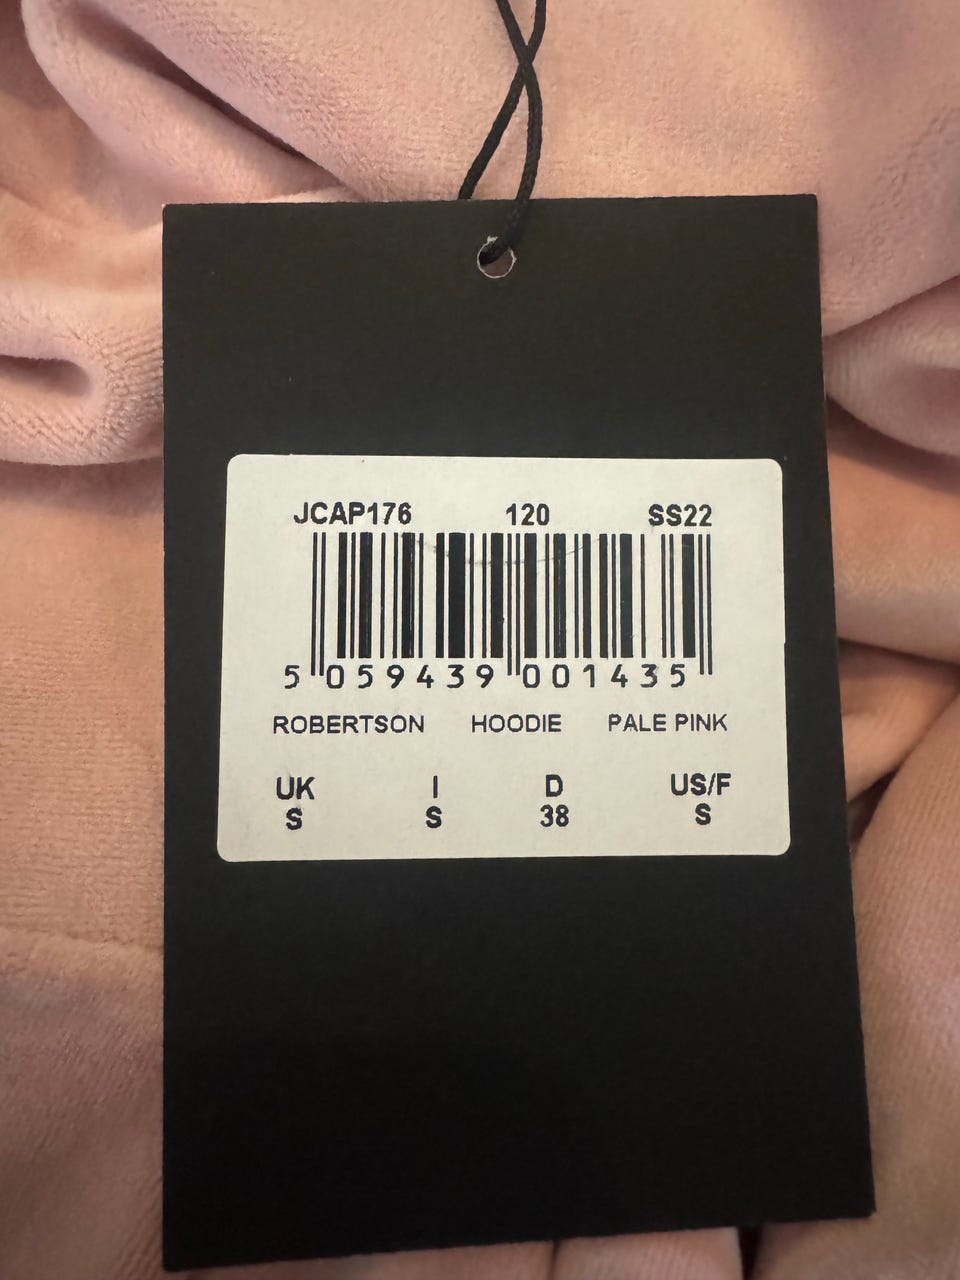 JCAP176 120 SS22
5 059439 001435
ROBERTSON HOODIE PALE PINK
UK I D US/F
S S 38 S